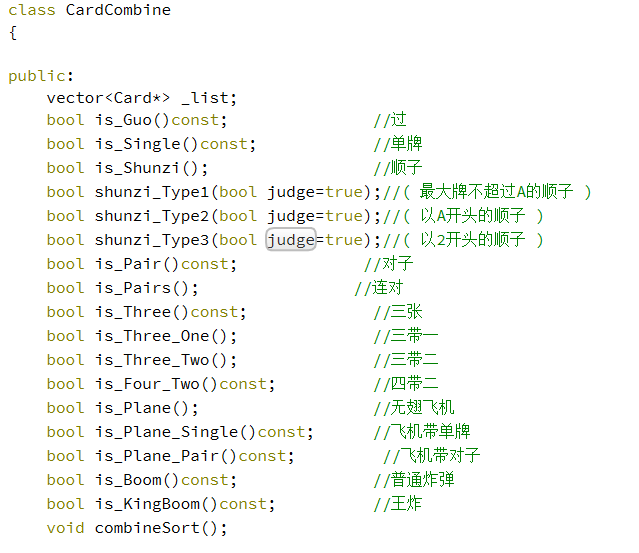 class CardCombine
{
public:
    vector<Card*> _list;
    bool is_Guo()const;               //过
    bool is_Single()const;            //单牌
    bool is_Shunzi();                 //顺子
    bool shunzi_Type1(bool judge=true);//( 最大牌不超过A的顺子 )
    bool shunzi_Type2(bool judge=true);//( 以A开头的顺子 )
    bool shunzi_Type3(bool judge=true);//( 以2开头的顺子 )
    bool is_Pair()const;             //对子
    bool is_Pairs();                //连对
    bool is_Three()const;             //三张
    bool is_Three_One();              //三带一
    bool is_Three_Two();              //三带二
    bool is_Four_Two()const;          //四带二
    bool is_Plane();                  //无翅飞机
    bool is_Plane_Single()const;      //飞机带单牌
    bool is_Plane_Pair()const;         //飞机带对子
    bool is_Boom()const;              //普通炸弹
    bool is_KingBoom()const;          //王炸
    void combineSort();